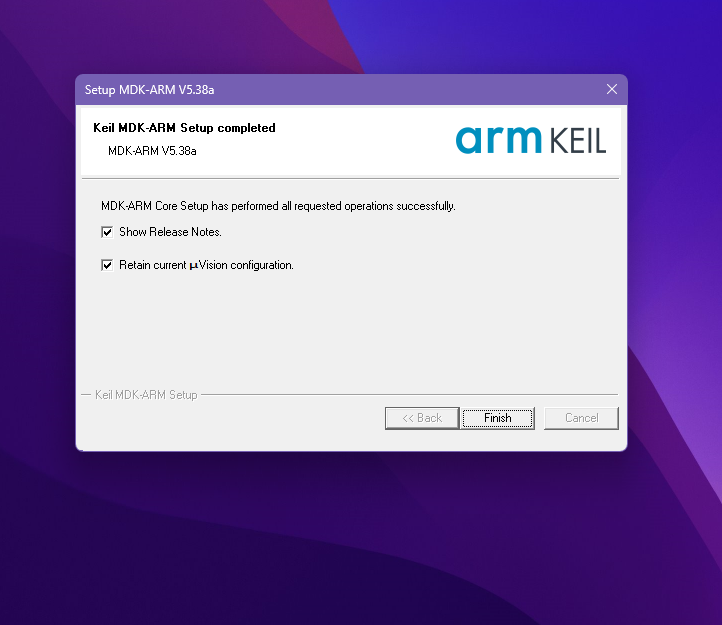 Setup MDK-ARM V5.38a
Keil MDK-ARM Setup completed
MDK-ARM V5.38a
arm KEIL
MDK-ARM Core Setup has performed all requested operations successfully.
Show Release Notes.
Retain current µVision configuration.
Keil MDK-ARM Setup
<< Back
Finish
Cancel